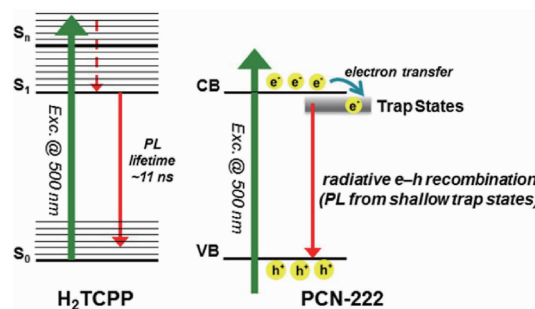 Sn
S1
S0
Exc. @ 500 nm
PL
lifetime
~11 ns
H2TCPP
CB
e- e- e-
electron transfer
e-
Trap States
Exc. @ 500 nm
radiative e–h recombination
(PL from shallow trap states)
VB
h+ h+ h+
PCN-222